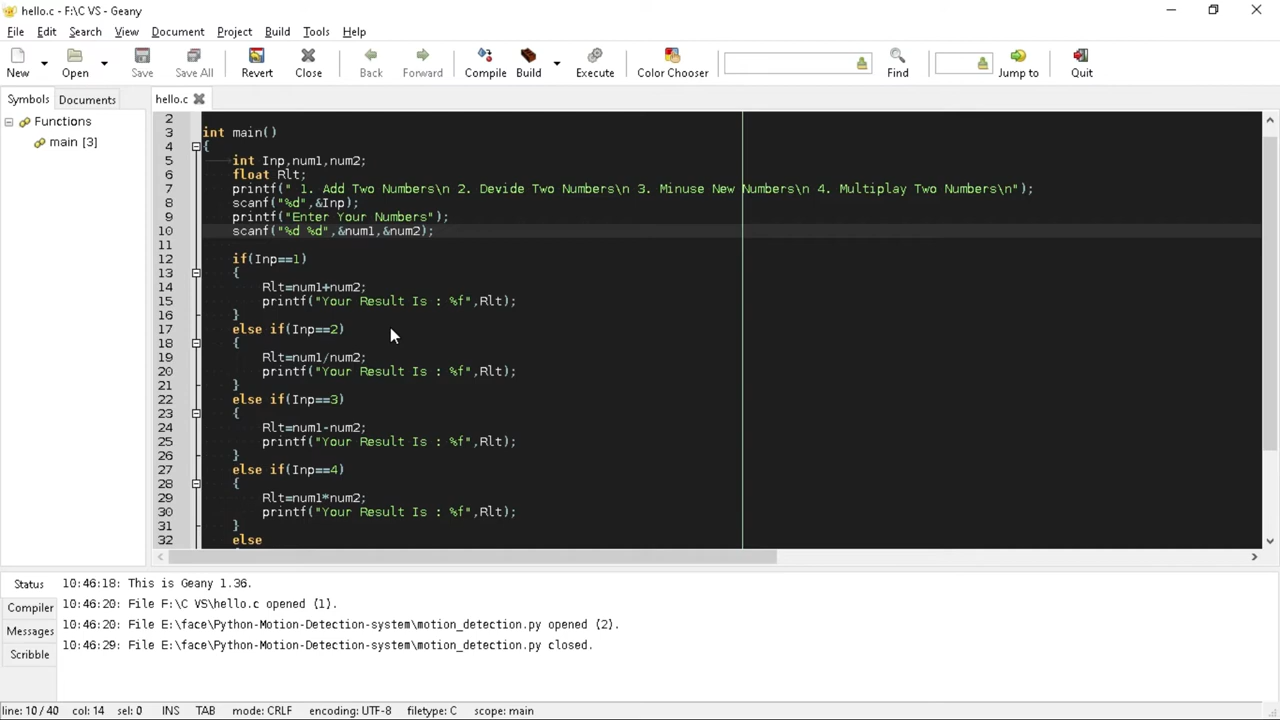 hello.c - F:\C VS - Geany
File Edit Search View Document Project Build Tools Help
New Open Save Save All Revert Close Back Forward Compile Build Execute Color Chooser Find Jump to Quit
Symbols Documents
Functions
main [3]
hello.c
2
3 int main()
4 {
5 int Inp,num1,num2;
6 float Rlt;
7 printf(" 1. Add Two Numbers\n 2. Devide Two Numbers\n 3. Minuse New Numbers\n 4. Multiplay Two Numbers\n");
8 scanf("%d",&Inp);
9 printf("Enter Your Numbers");
10 scanf("%d %d",&num1,&num2);
11
12 if(Inp==1)
13 {
14 Rlt=num1+num2;
15 printf("Your Result Is : %f",Rlt);
16 }
17 else if(Inp==2)
18 {
19 Rlt=num1/num2;
20 printf("Your Result Is : %f",Rlt);
21 }
22 else if(Inp==3)
23 {
24 Rlt=num1-num2;
25 printf("Your Result Is : %f",Rlt);
26 }
27 else if(Inp==4)
28 {
29 Rlt=num1*num2;
30 printf("Your Result Is : %f",Rlt);
31 }
32 else
Status
Compiler
Messages
Scribble
10:46:18: This is Geany 1.36.
10:46:20: File F:\C VS\hello.c opened (1).
10:46:20: File E:\face\Python-Motion-Detection-system\motion_detection.py opened (2).
10:46:29: File E:\face\Python-Motion-Detection-system\motion_detection.py closed.
line: 10 / 40 col: 14 sel: 0 INS TAB mode: CRLF encoding: UTF-8 filetype: C scope: main